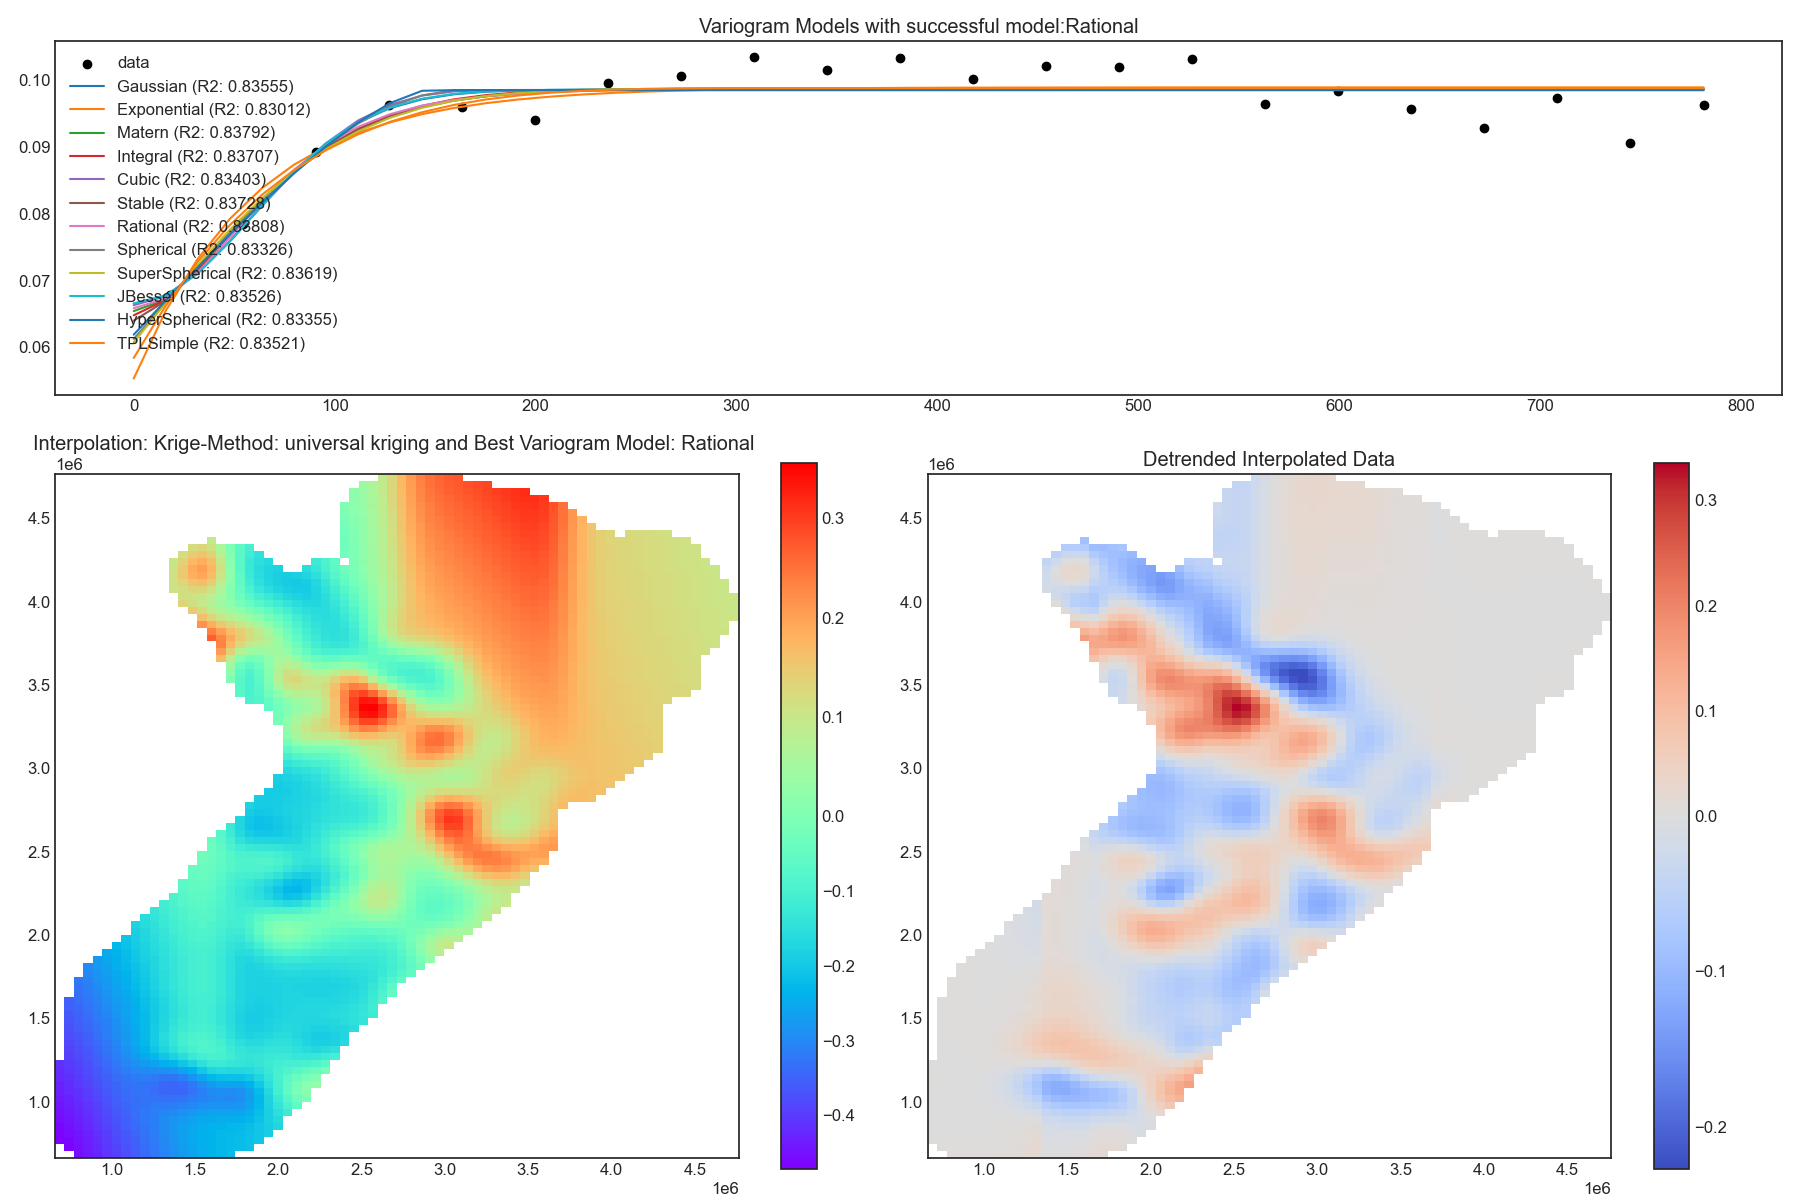 Variogram Models with successful model:Rational
0.10
0.09
0.08
0.07
0.06
data
Gaussian (R2: 0.83555)
Exponential (R2: 0.83012)
Matern (R2: 0.83792)
Integral (R2: 0.83707)
Cubic (R2: 0.83403)
Stable (R2: 0.83728)
Rational (R2: 0.83808)
Spherical (R2: 0.83326)
SuperSpherical (R2: 0.83619)
JBessel (R2: 0.83526)
HyperSpherical (R2: 0.83355)
TPLSimple (R2: 0.83521)
0 100 200 300 400 500 600 700 800
Interpolation: Krige-Method: universal kriging and Best Variogram Model: Rational
1e6
4.5
4.0
3.5
3.0
2.5
2.0
1.5
1.0
1.0 1.5 2.0 2.5 3.0 3.5 4.0 4.5
1e6
0.3
0.2
0.1
0.0
−0.1
−0.2
−0.3
−0.4
Detrended Interpolated Data
1e6
4.5
4.0
3.5
3.0
2.5
2.0
1.5
1.0
1.0 1.5 2.0 2.5 3.0 3.5 4.0 4.5
1e6
0.3
0.2
0.1
0.0
−0.1
−0.2